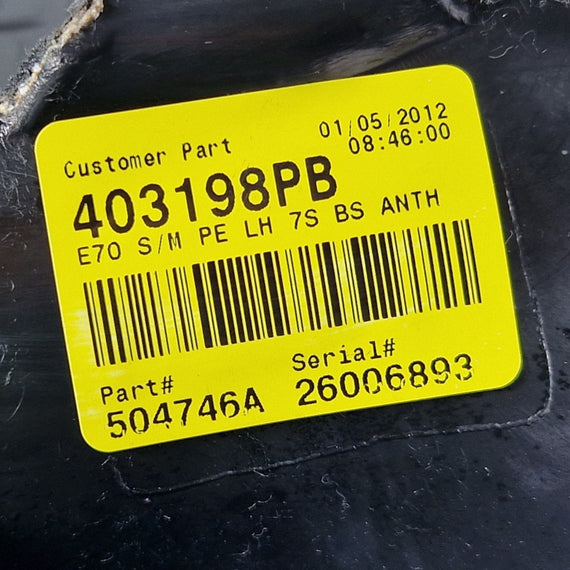 Customer Part
01/05/2012
08:46:00
403198PB
E70 S/M PE LH 7S BS ANTH
Part#
504746A
Serial#
26006893